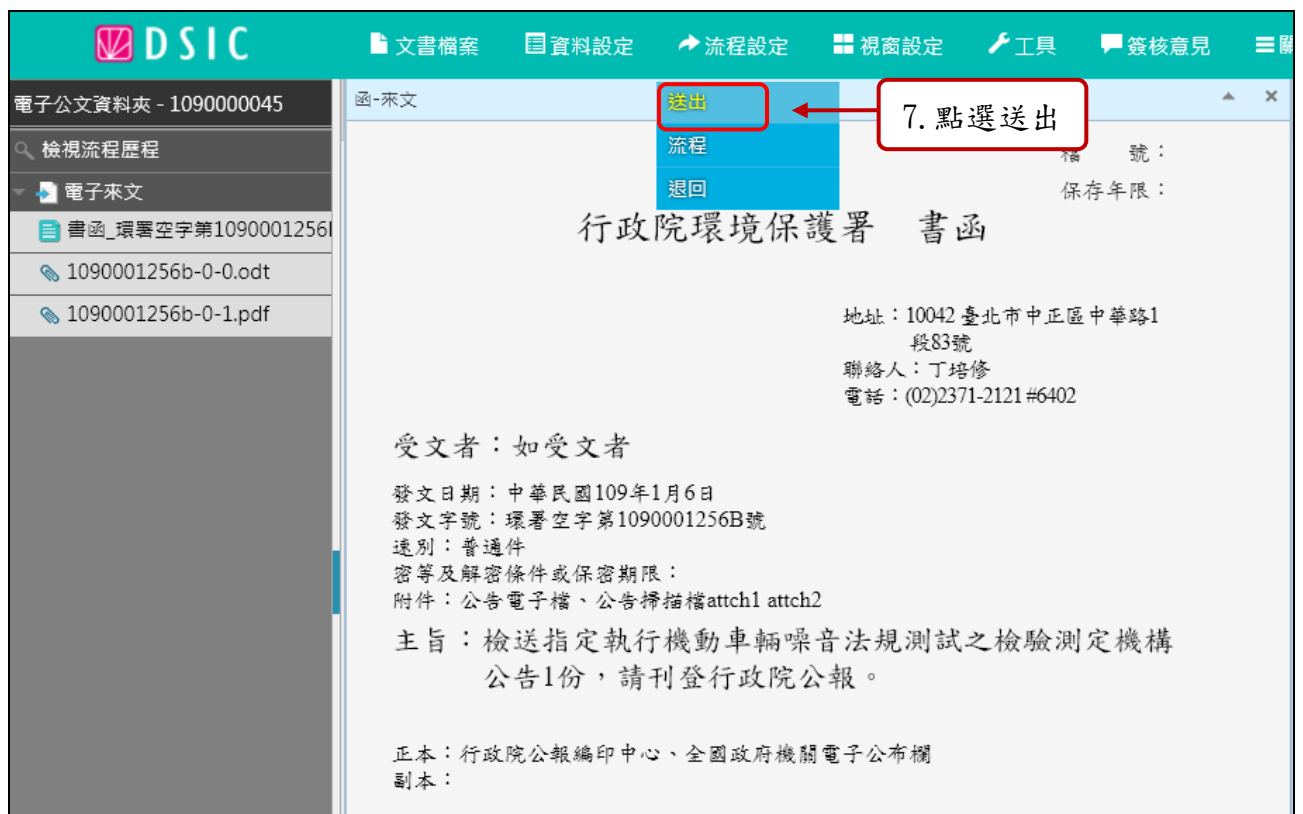 DSIC
文書檔案 資料設定 流程設定 視窗設定 工具 簽核意見
電子公文資料夾 - 1090000045
檢視流程歷程
電子來文
書函_環署空字第1090001256
1090001256b-0-0.odt
1090001256b-0-1.pdf
函-來文
送出
流程
退回
7.點選送出
檔 號：
保存年限：
行政院環境保護署 書函
地址：10042 臺北市中正區中華路1
段83號
聯絡人：丁培修
電話：(02)2371-2121 #6402
受文者：如受文者
發文日期：中華民國109年1月6日
發文字號：環署空字第1090001256B號
速別：普通件
密等及解密條件或保密期限：
附件：公告電子檔、公告掃描檔attch1 attch2
主旨：檢送指定執行機動車輛噪音法規測試之檢驗測定機構
公告1份，請刊登行政院公報。
正本：行政院公報編印中心、全國政府機關電子公布欄
副本：